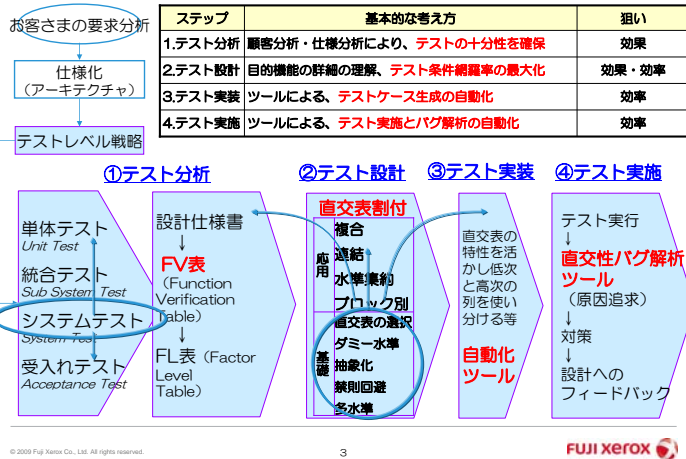 お客さまの要求分析
仕様化
（アーキテクチャ）
テストレベル戦略
ステップ 基本的な考え方 狙い
1.テスト分析 顧客分析・仕様分析により、テストの十分性を確保 効果
2.テスト設計 目的機能の詳細の理解、テスト条件網羅率の最大化 効果・効率
3.テスト実装 ツールによる、テストケース生成の自動化 効率
4.テスト実施 ツールによる、テスト実施とバグ解析の自動化 効率
①テスト分析
単体テスト
Unit Test
統合テスト
Sub System Test
システムテスト
System Test
受入れテスト
Acceptance Test
設計仕様書
↓
FV表
（Function
Verification
Table）
↓
FL表（Factor
Level
Table）
②テスト設計
直交表割付
応用
複合
連結
水準集約
ブロック別
基礎
直交表の選択
ダミー水準
抽象化
禁則回避
多水準
③テスト実装
直交表の
特性を活
かし低次
と高次の
列を使い
分ける等
自動化
ツール
④テスト実施
テスト実行
↓
直交性バグ解析
ツール
（原因追求）
↓
対策
↓
設計への
フィードバック
© 2009 Fuji Xerox Co., Ltd. All rights reserved.
3
FUJI XEROX